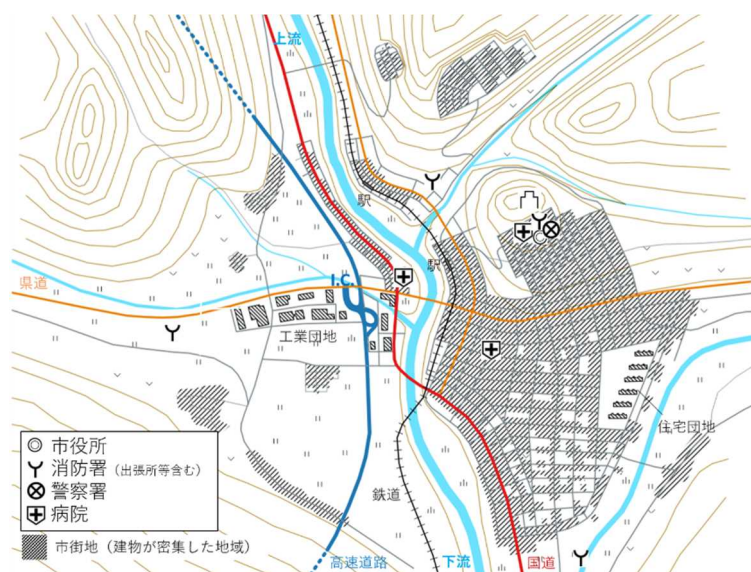 上流
駅
駅
県道
I.C.
工業団地
住宅団地
◎市役所
消防署（出張所等含む）
警察署
病院
市街地（建物が密集した地域）
鉄道
高速道路
下流
国道